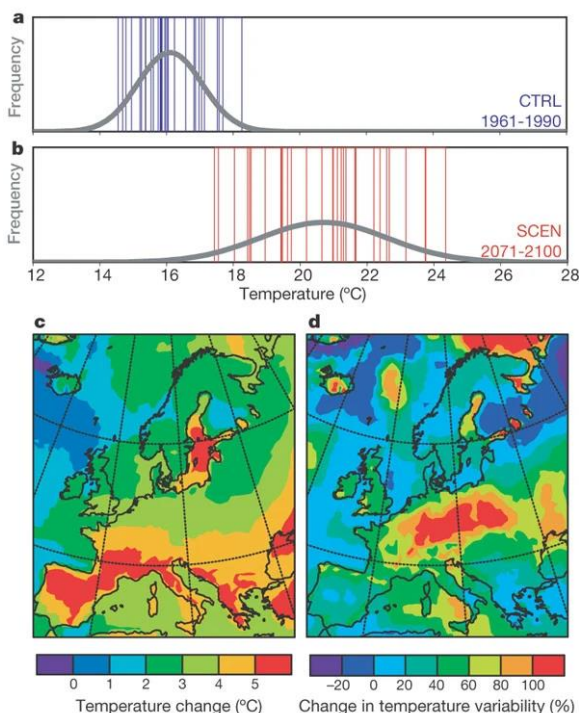 a
Frequency
CTRL
1961-1990
b
Frequency
SCEN
2071-2100
12 14 16 18 20 22 24 26 28
Temperature (ºC)
c
d
0 1 2 3 4 5
Temperature change (ºC)
–20 0 20 40 60 80 100
Change in temperature variability (%)